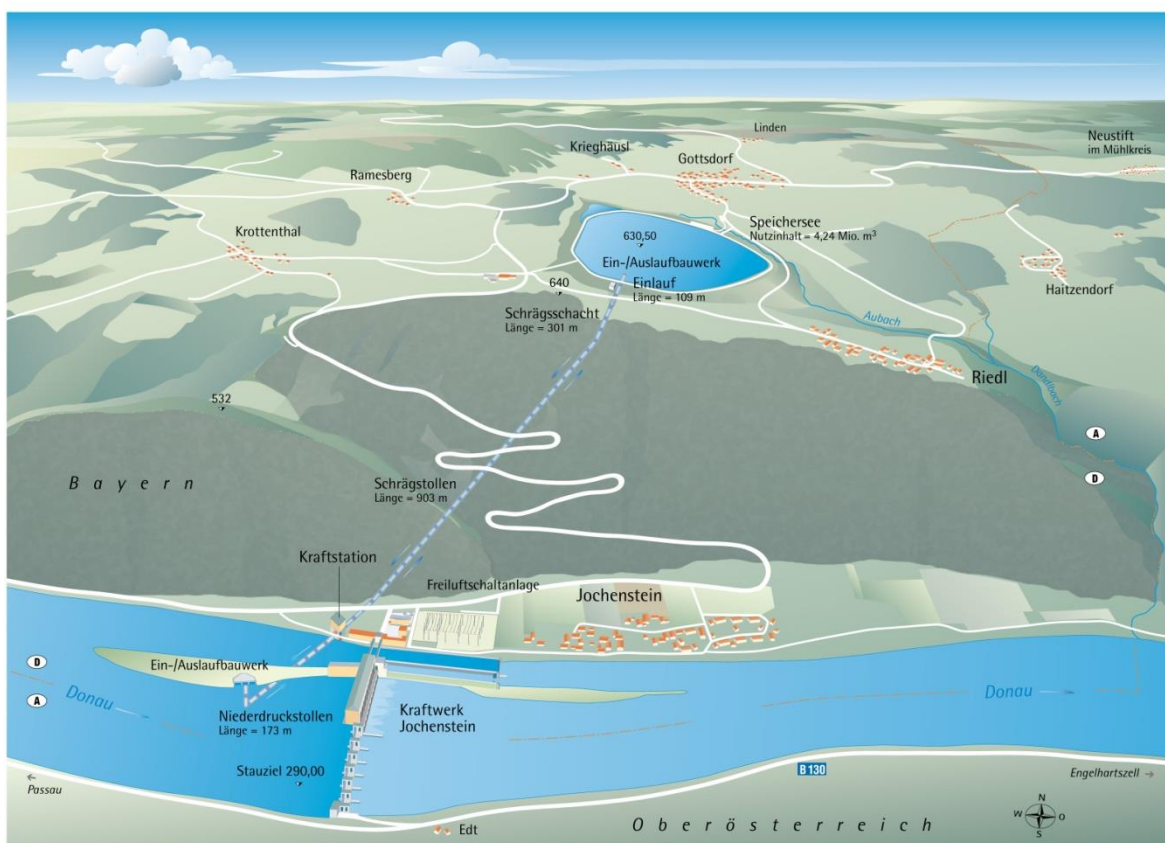 Linden
Krieghäusl
Neustift
im Mühlkreis
Gottsdorf
Ramesberg
Speichersee
Nutzinhalt = 4,24 Mio. m³
Krottenthal
630,50
Ein-/Auslaufbauwerk
Einlauf
Länge = 109 m
Haitzendorf
640
Schrägsschacht
Länge = 301 m
Aubach
Riedl
Dandlbach
532
A
D
Bayern
Schrägstollen
Länge = 903 m
Kraftstation
Freiluftschaltanlage
Jochenstein
Ein-/Auslaufbauwerk
D
A
Donau
Donau
Niederdruckstollen
Länge = 173 m
Kraftwerk
Jochenstein
Stauziel 290,00
B 130
Passau
Engelhartszell
Edt
Oberösterreich
N
W
O
S